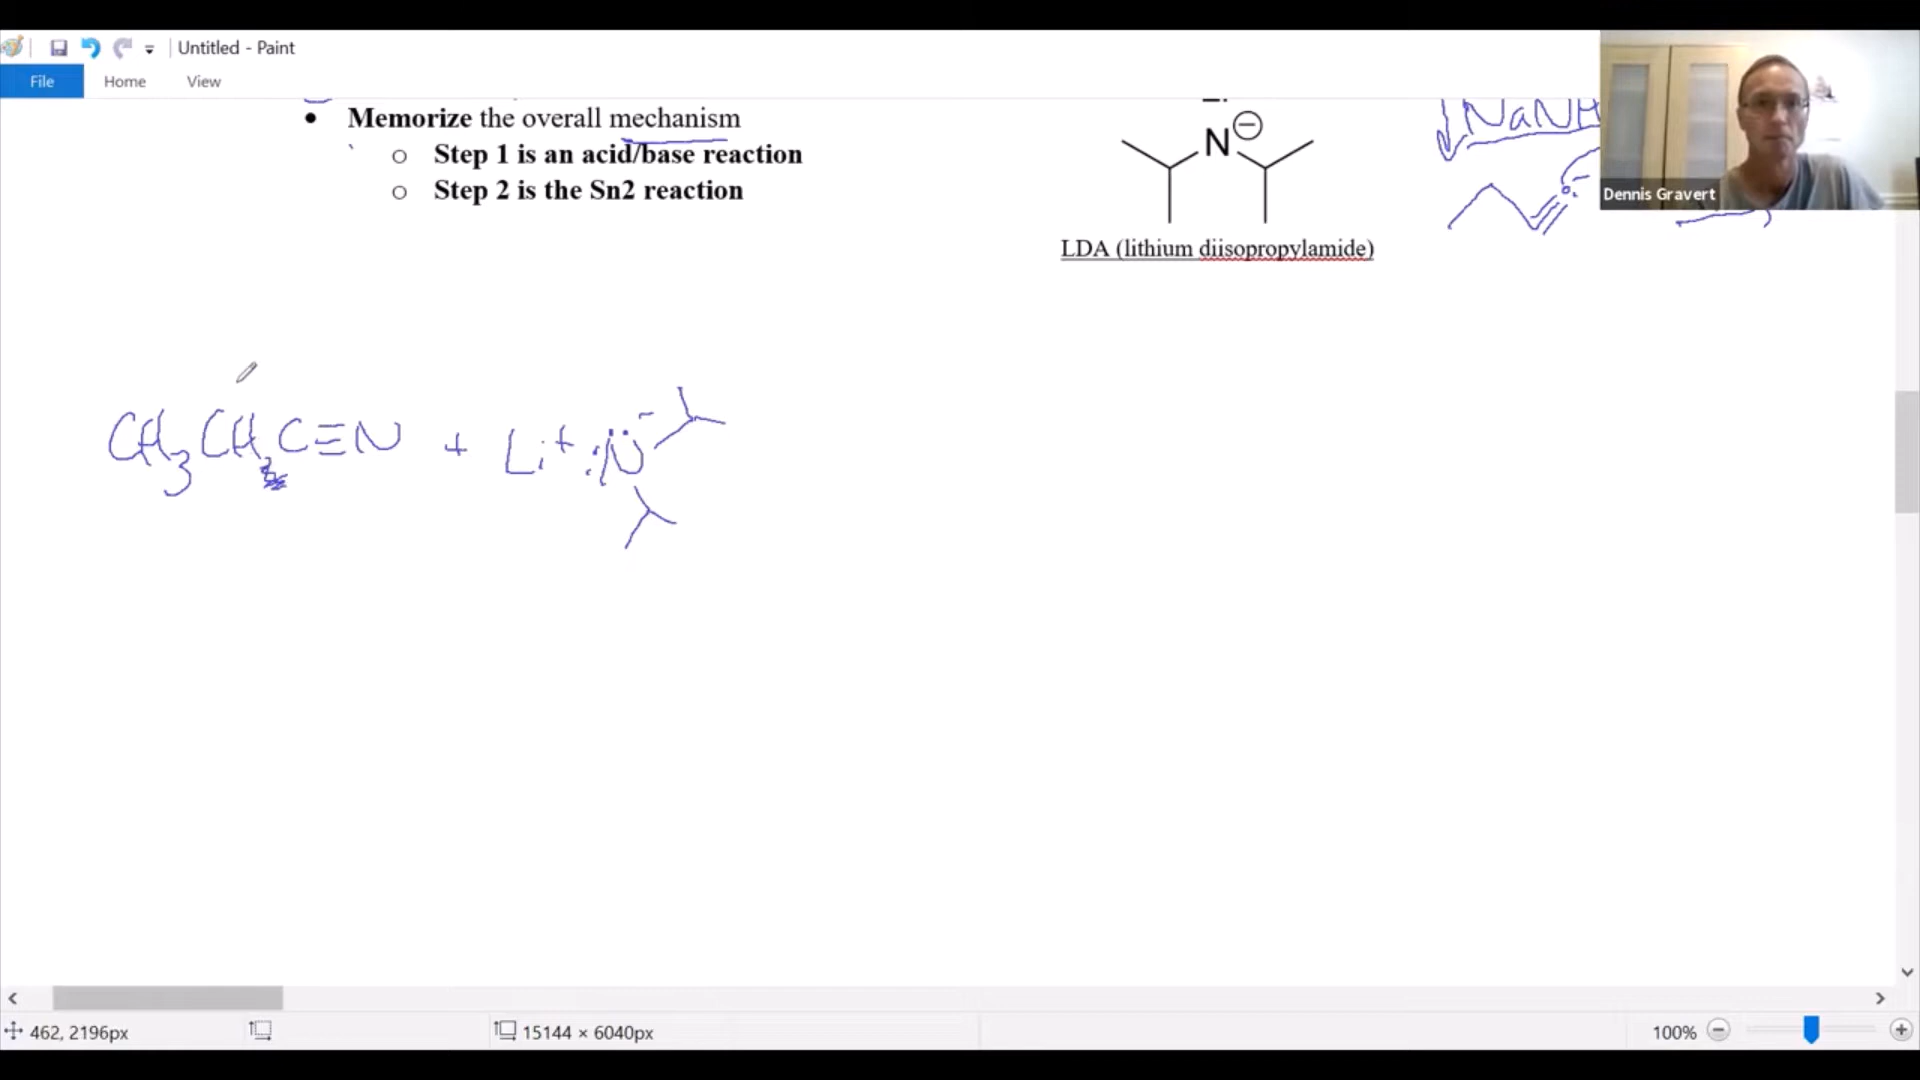 Untitled - Paint
File Home View
• Memorize the overall mechanism
o Step 1 is an acid/base reaction
o Step 2 is the Sn2 reaction
N ⊖
LDA (lithium diisopropylamide)
NaNH
Dennis Gravert
CH₃CH₂C≡N + Li⁺ :N̈⁻
462, 2196px
15144 × 6040px
100%